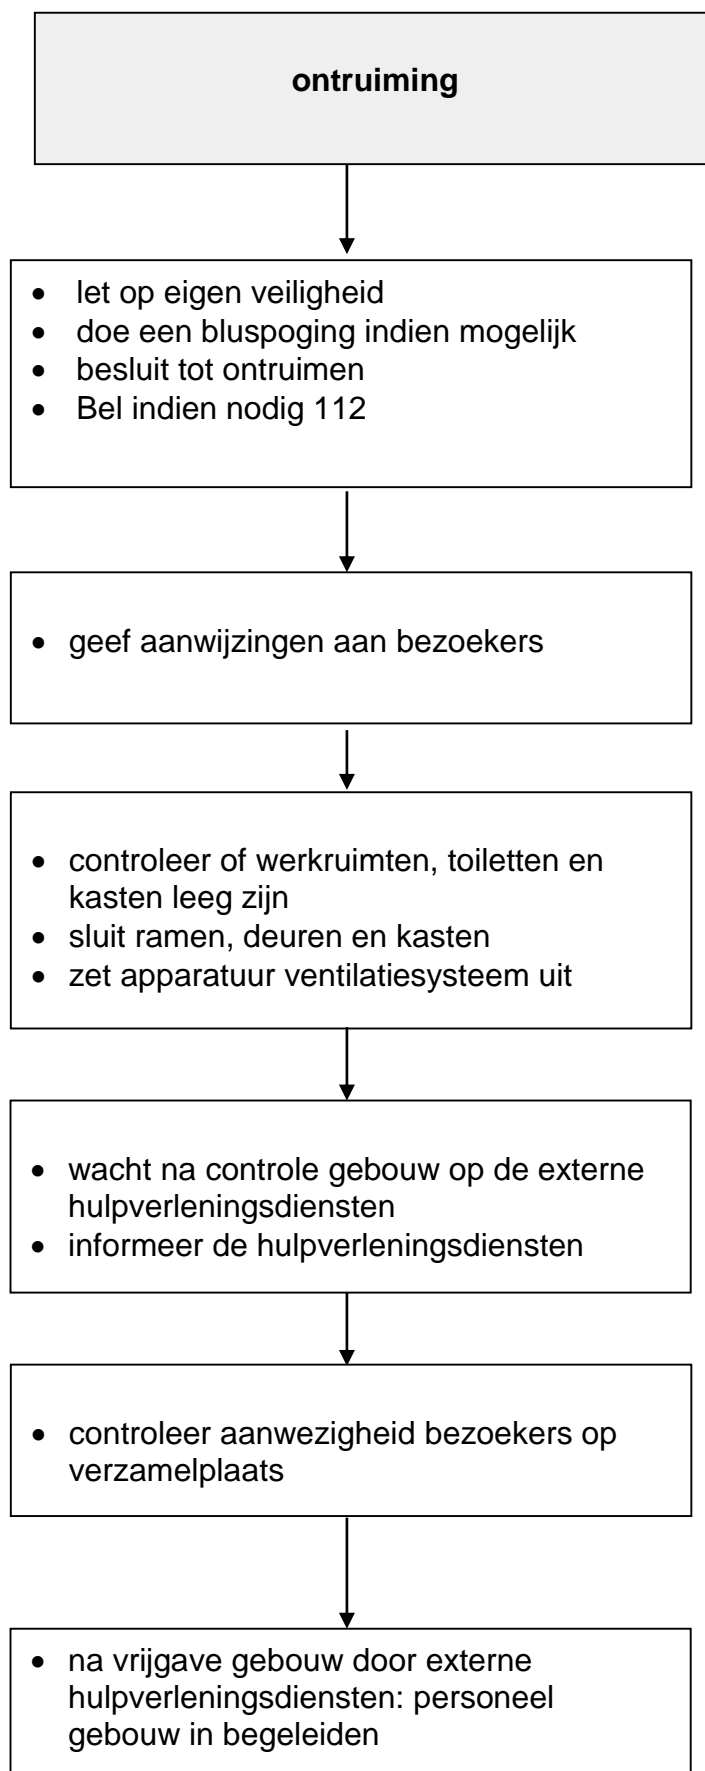 ontruiming
• let op eigen veiligheid
• doe een bluspoging indien mogelijk
• besluit tot ontruimen
• Bel indien nodig 112
• geef aanwijzingen aan bezoekers
• controleer of werkruimten, toiletten en
kasten leeg zijn
• sluit ramen, deuren en kasten
• zet apparatuur ventilatiesysteem uit
• wacht na controle gebouw op de externe
hulpverleningsdiensten
• informeer de hulpverleningsdiensten
• controleer aanwezigheid bezoekers op
verzamelplaats
• na vrijgave gebouw door externe
hulpverleningsdiensten: personeel
gebouw in begeleiden